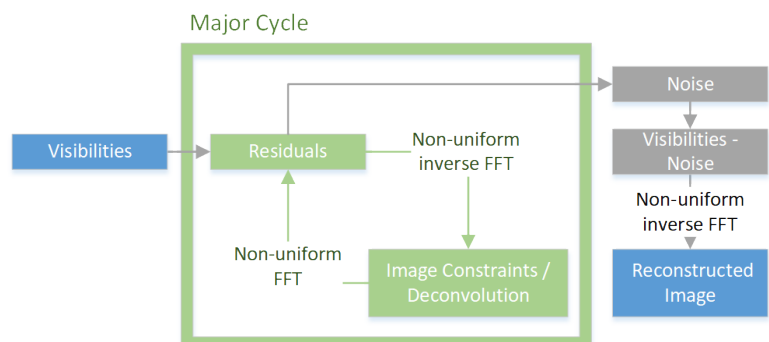 Major Cycle
Visibilities
Residuals
Non-uniform
inverse FFT
Non-uniform
FFT
Image Constraints /
Deconvolution
Noise
Visibilities -
Noise
Non-uniform
inverse FFT
Reconstructed
Image